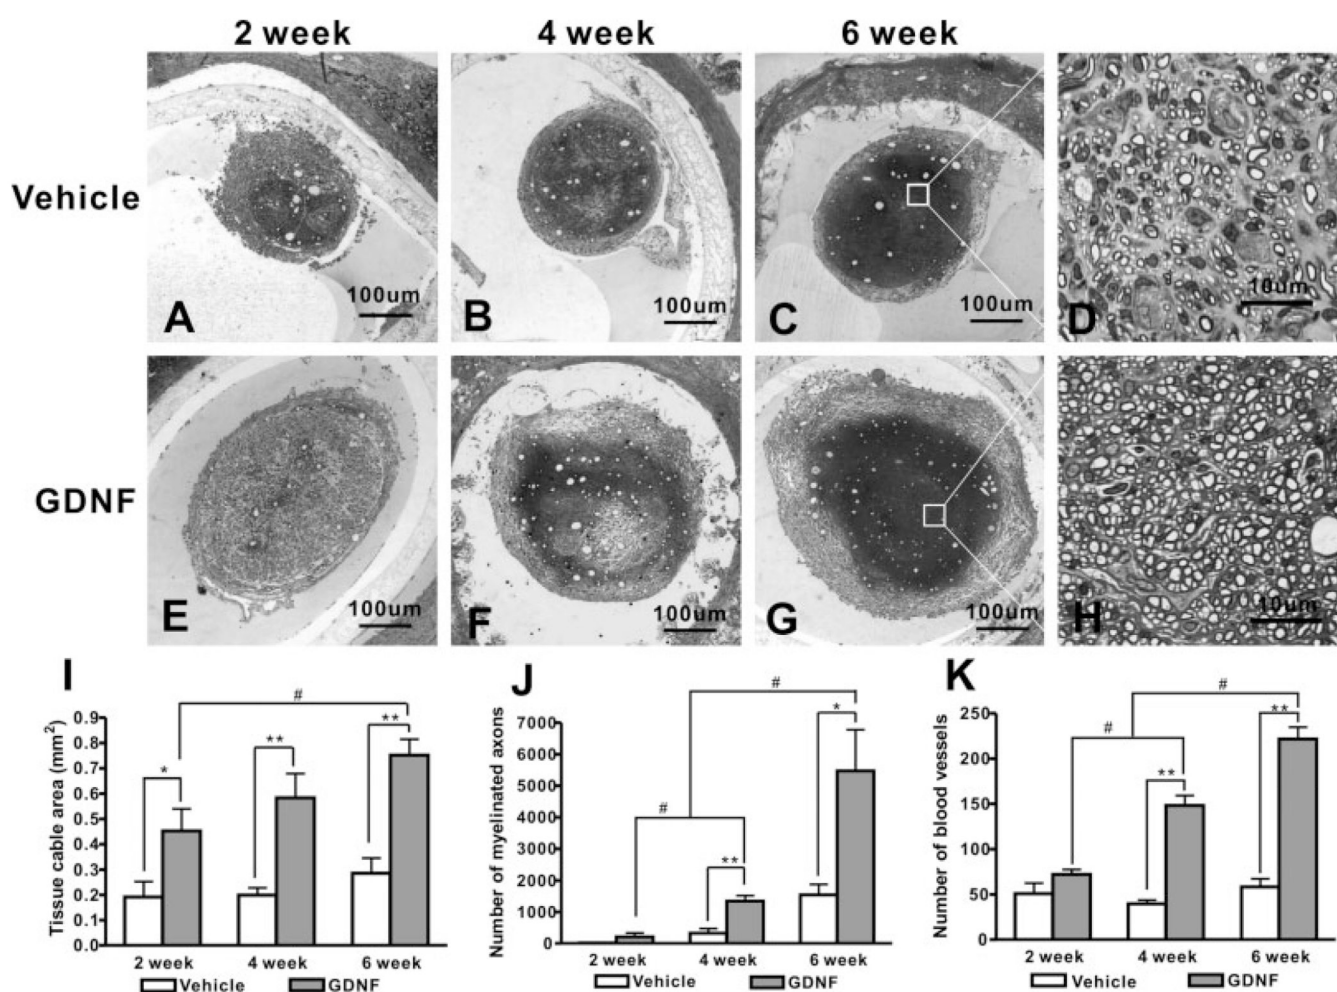 2 week 4 week 6 week
Vehicle
A 100um
B 100um
C 100um
D 10um
GDNF
E 100um
F 100um
G 100um
H 10um
I
Tissue cable area (mm²)
0.9
0.8
0.7
0.6
0.5
0.4
0.3
0.2
0.1
0.0
* ** ** #
2 week 4 week 6 week
Vehicle GDNF
J
Number of myelinated axons
7000
6000
5000
4000
3000
2000
1000
0
# ** # *
2 week 4 week 6 week
Vehicle GDNF
K
Number of blood vessels
250
200
150
100
50
0
# ** # **
2 week 4 week 6 week
Vehicle GDNF